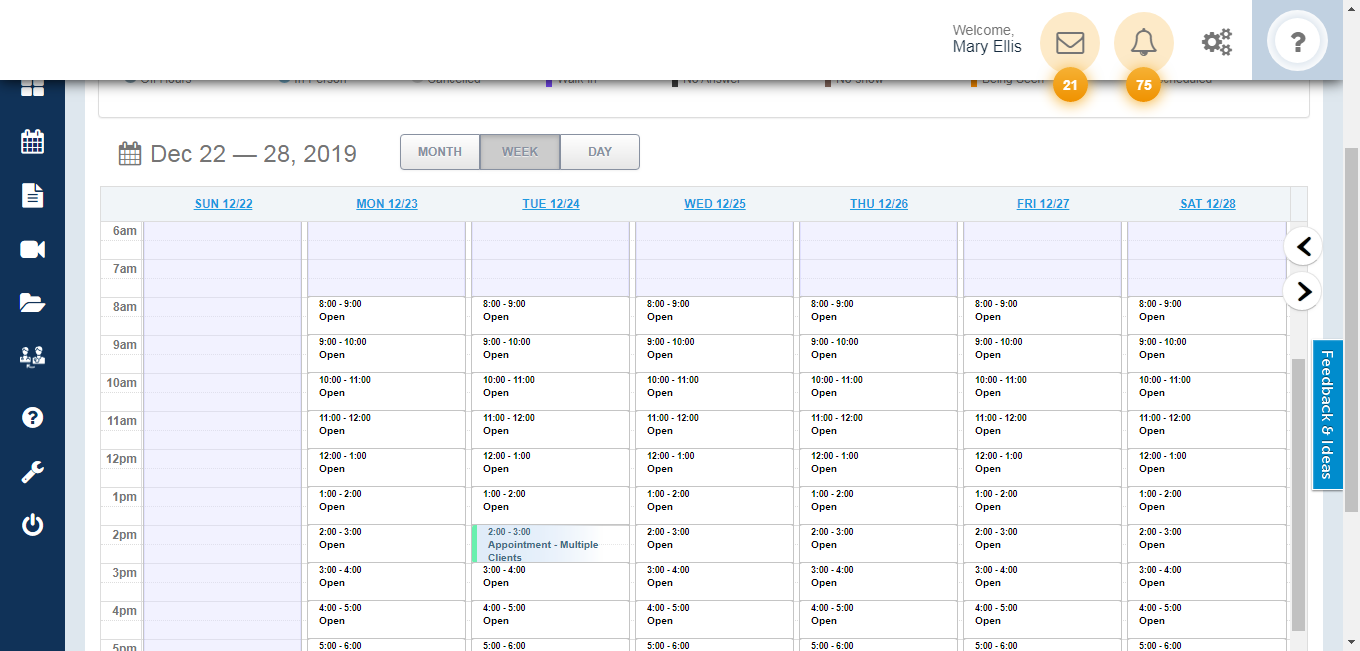 Welcome,
Mary Ellis
21
75
?
Off Hours In-Person Cancelled Walk-In No Answer No Show Being Seen
Dec 22 — 28, 2019
MONTH WEEK DAY
SUN 12/22 MON 12/23 TUE 12/24 WED 12/25 THU 12/26 FRI 12/27 SAT 12/28
6am
7am
8am
8:00 - 9:00 8:00 - 9:00 8:00 - 9:00 8:00 - 9:00 8:00 - 9:00 8:00 - 9:00
Open Open Open Open Open Open
9am
9:00 - 10:00 9:00 - 10:00 9:00 - 10:00 9:00 - 10:00 9:00 - 10:00 9:00 - 10:00
Open Open Open Open Open Open
10am
10:00 - 11:00 10:00 - 11:00 10:00 - 11:00 10:00 - 11:00 10:00 - 11:00 10:00 - 11:00
Open Open Open Open Open Open
11am
11:00 - 12:00 11:00 - 12:00 11:00 - 12:00 11:00 - 12:00 11:00 - 12:00 11:00 - 12:00
Open Open Open Open Open Open
12pm
12:00 - 1:00 12:00 - 1:00 12:00 - 1:00 12:00 - 1:00 12:00 - 1:00 12:00 - 1:00
Open Open Open Open Open Open
1pm
1:00 - 2:00 1:00 - 2:00 1:00 - 2:00 1:00 - 2:00 1:00 - 2:00 1:00 - 2:00
Open Open Open Open Open Open
2pm
2:00 - 3:00 2:00 - 3:00 2:00 - 3:00 2:00 - 3:00 2:00 - 3:00 2:00 - 3:00
Open Appointment - Multiple Open Open Open Open
Clients
3pm
3:00 - 4:00 3:00 - 4:00 3:00 - 4:00 3:00 - 4:00 3:00 - 4:00 3:00 - 4:00
Open Open Open Open Open Open
4pm
4:00 - 5:00 4:00 - 5:00 4:00 - 5:00 4:00 - 5:00 4:00 - 5:00 4:00 - 5:00
Open Open Open Open Open Open
5pm
5:00 - 6:00 5:00 - 6:00 5:00 - 6:00 5:00 - 6:00 5:00 - 6:00 5:00 - 6:00
Feedback & Ideas